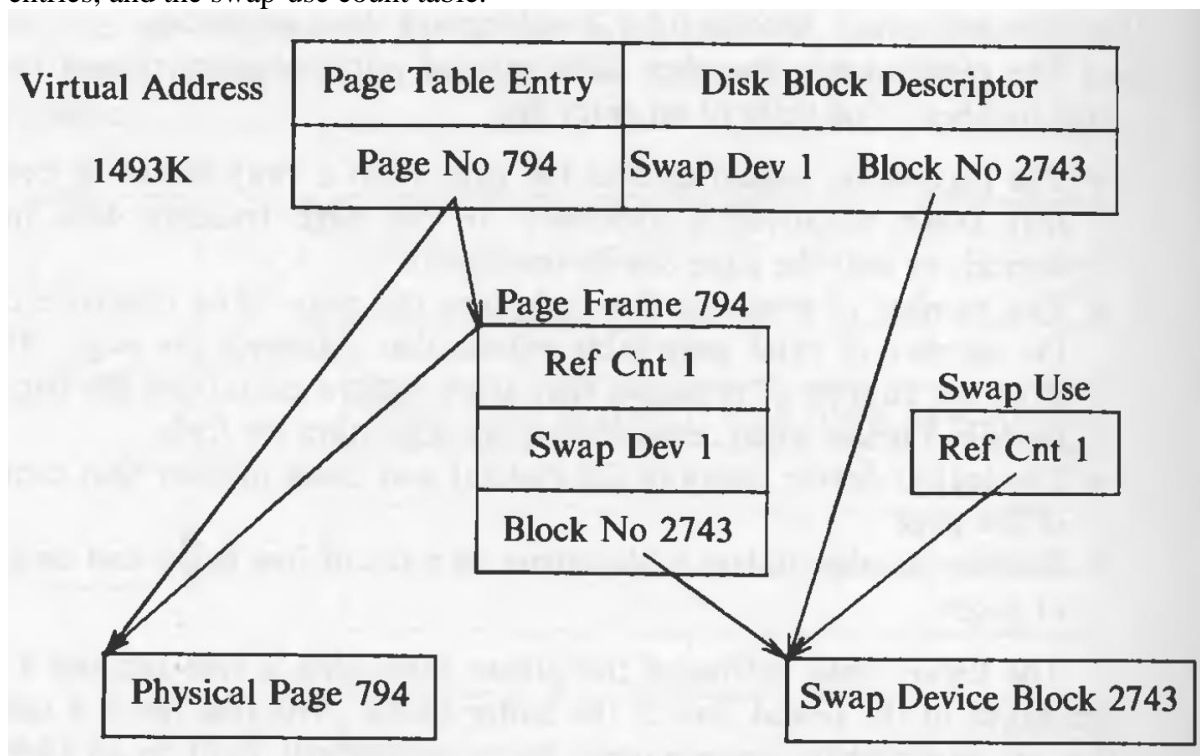 entries, and the swap-use count table.
Virtual Address
Page Table Entry
Disk Block Descriptor
1493K
Page No 794
Swap Dev 1 Block No 2743
Page Frame 794
Ref Cnt 1
Swap Use
Swap Dev 1
Ref Cnt 1
Block No 2743
Physical Page 794
Swap Device Block 2743